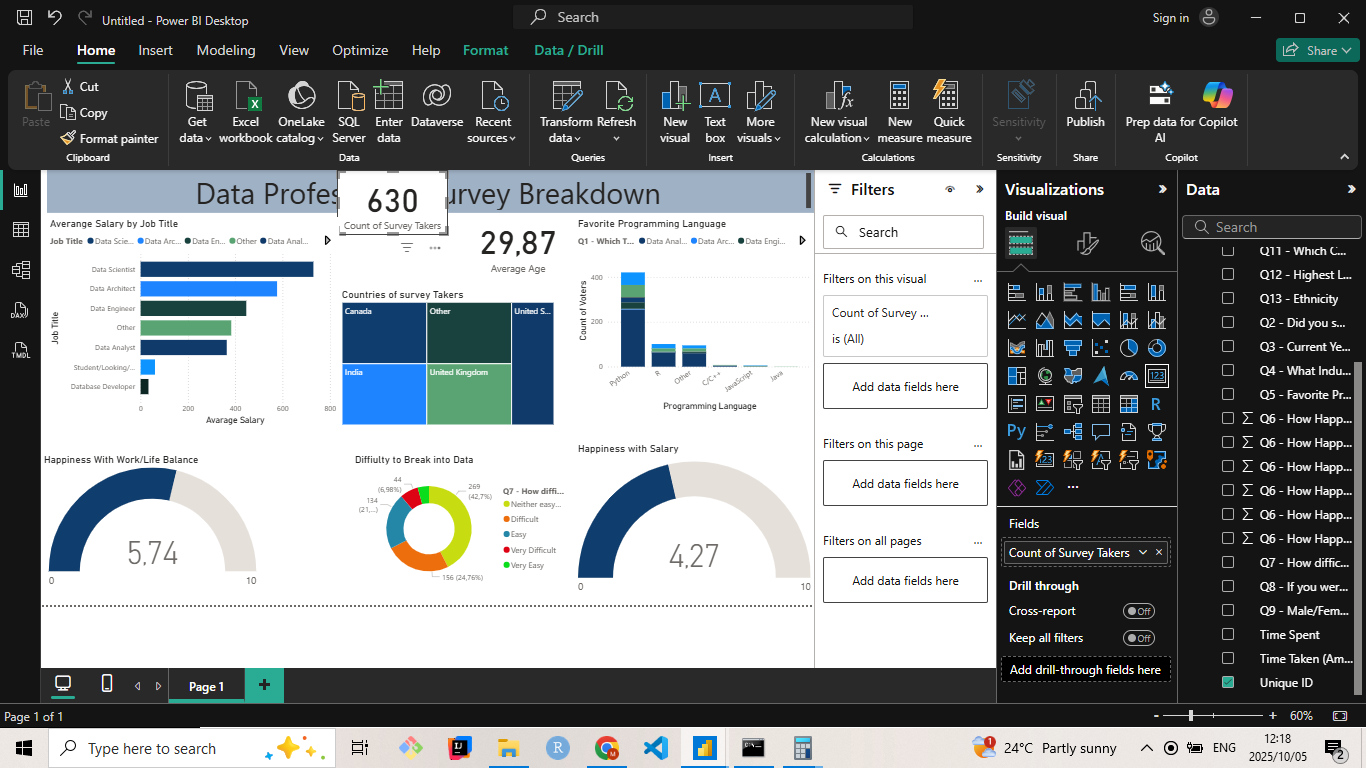 Untitled - Power BI Desktop
Search
Sign in
File Home Insert Modeling View Optimize Help Format Data / Drill
Share
Paste
Cut
Copy
Format painter
Clipboard
Get data
Excel workbook
OneLake catalog
SQL Server
Enter data
Dataverse
Recent sources
Data
Transform data
Refresh
Queries
New visual
Text box
More visuals
Insert
New visual calculation
New measure
Quick measure
Calculations
Sensitivity
Sensitivity
Publish
Share
Prep data for AI
Copilot
Copilot
Data Profes
urvey Breakdown
630
Count of Survey Takers
29,87
Average Age
Averange Salary by Job Title
Job Title Data Scie... Data Arc... Data En... Other Data Anal...
Job Title
Data Scientist
Data Architect
Data Engineer
Other
Data Analyst
Student/Looking/...
Database Developer
0 200 400 600 800
Avarage Salary
Countries of survey Takers
Canada
Other
United S...
India
United Kingdom
Favorite Programming Language
Q1 - Which T... Data Anal... Data Arc... Data Engi...
Count of Voters
400
200
0
Python R Other C/C++ JavaScript Java
Programming Language
Happiness With Work/Life Balance
5,74
0 10
Diffiulty to Break into Data
44 (6,98%)
134 (21,...)
269 (42,7%)
156 (24,76%)
Q7 - How diffi...
Neither easy...
Difficult
Easy
Very Difficult
Very Easy
Happiness with Salary
4,27
0 10
Filters
Search
Filters on this visual ...
Count of Survey ...
is (All)
Add data fields here
Filters on this page ...
Add data fields here
Filters on all pages ...
Add data fields here
Visualizations
Build visual
123
R
Py
123
...
Fields
Count of Survey Takers
Drill through
Cross-report Off
Keep all filters Off
Add drill-through fields here
Data
Search
Q11 - Which C...
Q12 - Highest L...
Q13 - Ethnicity
Q2 - Did you s...
Q3 - Current Ye...
Q4 - What Indu...
Q5 - Favorite Pr...
Σ Q6 - How Happ...
Σ Q6 - How Happ...
Σ Q6 - How Happ...
Σ Q6 - How Happ...
Σ Q6 - How Happ...
Σ Q6 - How Happ...
Q7 - How diffic...
Q8 - If you wer...
Q9 - Male/Fem...
Time Spent
Time Taken (Am...
Unique ID
DAX
TMDL
Page 1
+
Page 1 of 1
- + 60%
Type here to search
R
24°C Partly sunny
ENG
12:18
2025/10/05
2